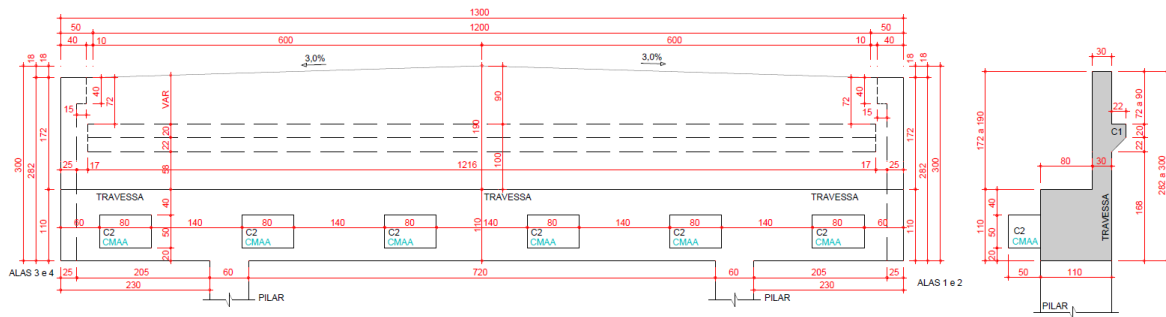 1300
50 1200 50
40 10 600 600 10 40
18 18 3,0% 3,0% 18 18
30
40 72 VAR 90 72 40
15 15
22
72 a 90
C1
20 22
172 300 282
20 22 58
190 100
172 282 300
172 a 190
80 30
282 a 300
168
25 17 1216 17 25
TRAVESSA TRAVESSA TRAVESSA
TRAVESSA
110 40 50 20
60 80 140 80 140 80 140 80 140 80 140 80 60
110
110
C2 C2 C2 C2 C2 C2
CMAA CMAA CMAA CMAA CMAA CMAA
110 40 50 20
C2
CMAA
ALAS 3 e 4 ALAS 1 e 2
25 205 60 720 60 205 25
230 230
50 110
PILAR PILAR PILAR